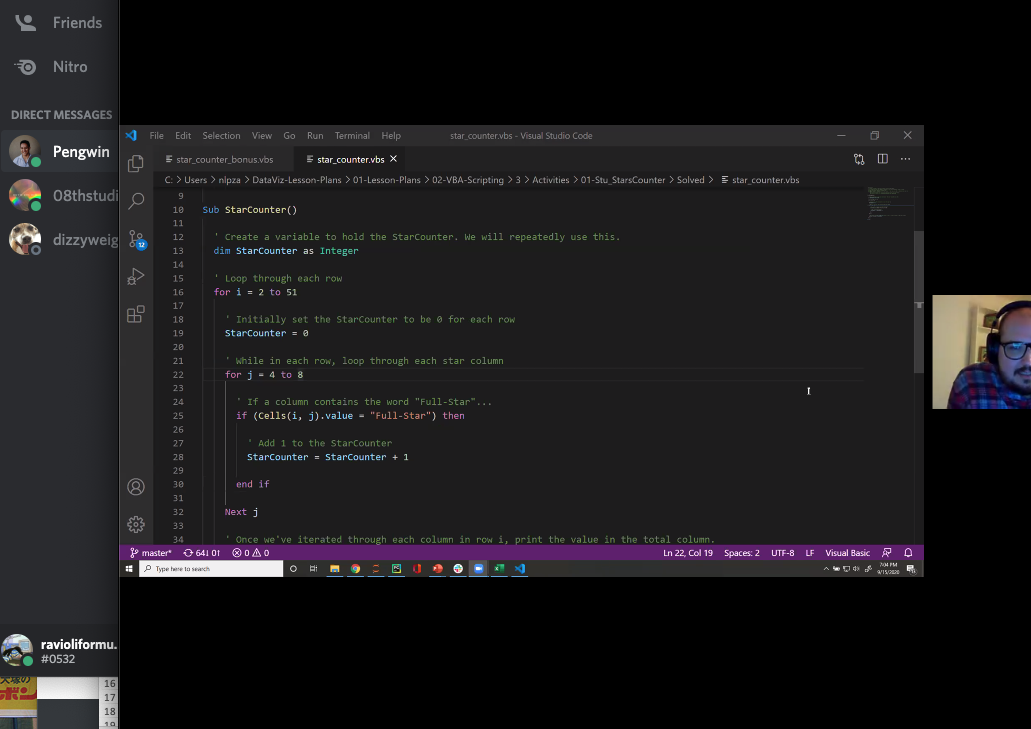 Friends
Nitro
DIRECT MESSAGES
Pengwin
08thstudi
dizzyweig
ravioliformu.
#0532
16
17
18
19
File Edit Selection View Go Run Terminal Help
star_counter.vbs - Visual Studio Code
star_counter_bonus.vbs
star_counter.vbs
C: > Users > nlpza > DataViz-Lesson-Plans > 01-Lesson-Plans > 02-VBA-Scripting > 3 > Activities > 01-Stu_StarsCounter > Solved > star_counter.vbs
9
10 Sub StarCounter()
11
12 ' Create a variable to hold the StarCounter. We will repeatedly use this.
13 dim StarCounter as Integer
14
15 ' Loop through each row
16 for i = 2 to 51
17
18 ' Initially set the StarCounter to be 0 for each row
19 StarCounter = 0
20
21 ' While in each row, loop through each star column
22 for j = 4 to 8
23
24 ' If a column contains the word "Full-Star"...
25 if (Cells(i, j).value = "Full-Star") then
26
27 ' Add 1 to the StarCounter
28 StarCounter = StarCounter + 1
29
30 end if
31
32 Next j
33
34 ' Once we've iterated through each column in row i, print the value in the total column.
12
master* 64↓ 0↑ 0 0
Ln 22, Col 19 Spaces: 2 UTF-8 LF Visual Basic
Type here to search
7:04 PM
9/15/2020